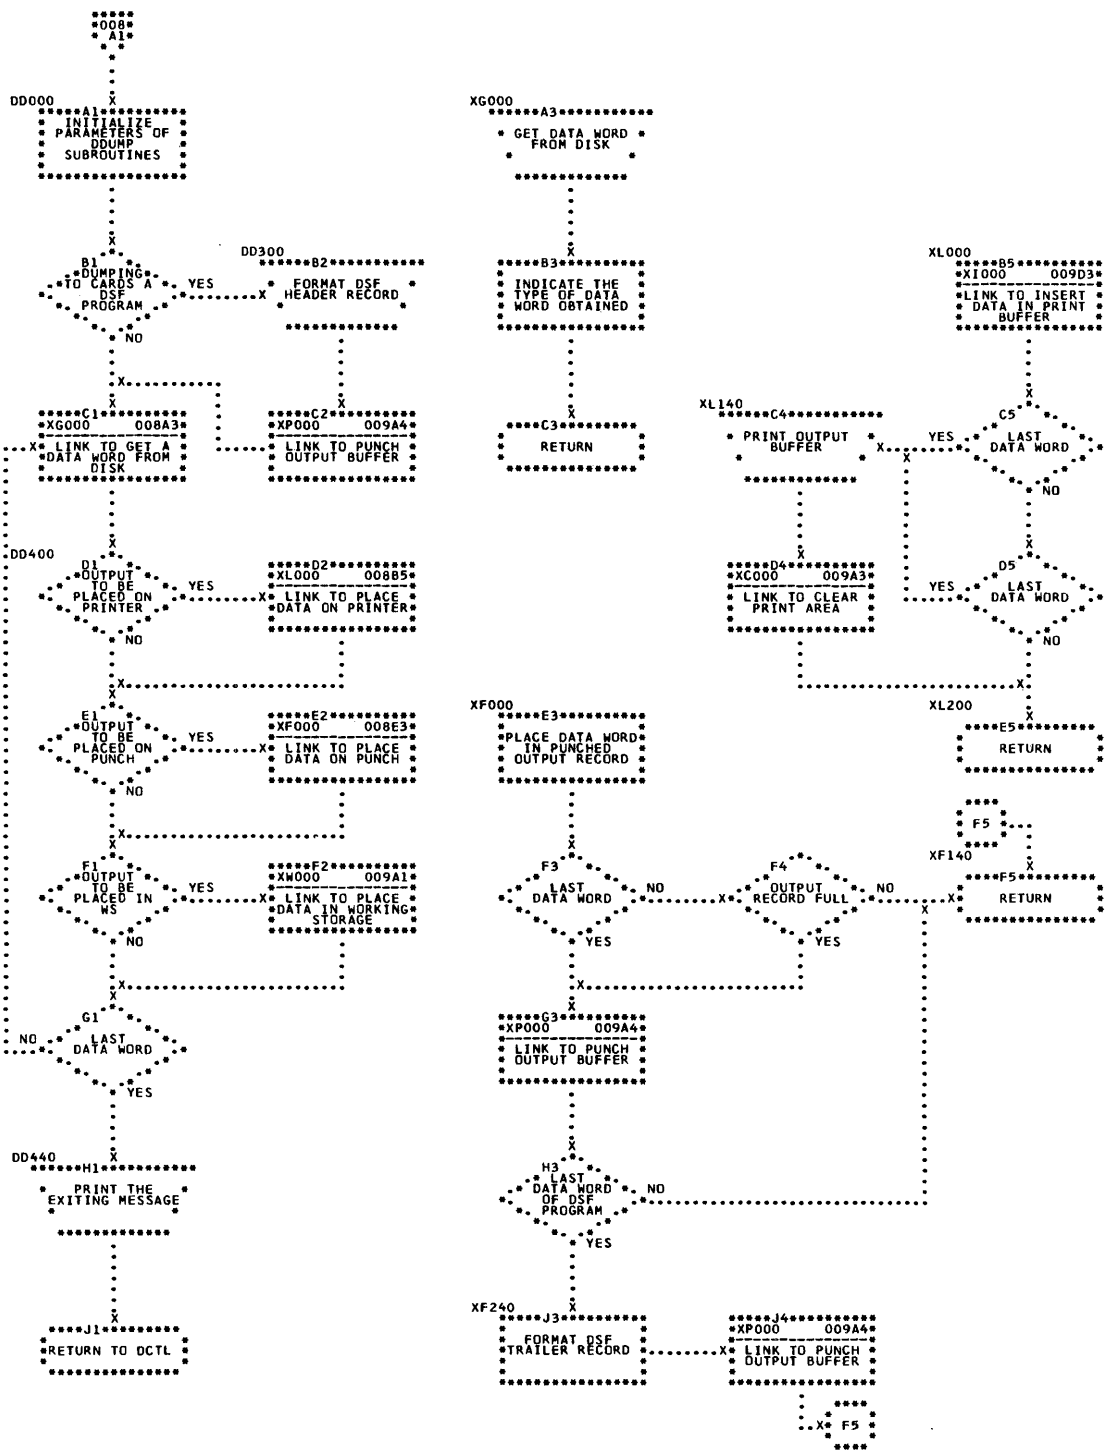 008
A1
DD000
A1
INITIALIZE
PARAMETERS OF
DDUMP
SUBROUTINES
B1
DUMPING
TO CARDS A
DSF
PROGRAM
YES
NO
DD300
B2
FORMAT DSF
HEADER RECORD
C1
XG000 008A3
LINK TO GET A
DATA WORD FROM
DISK
C2
XP000 009A4
LINK TO PUNCH
OUTPUT BUFFER
DD400
D1
OUTPUT
TO BE
PLACED ON
PRINTER
YES
NO
D2
XL000 008B5
LINK TO PLACE
DATA ON PRINTER
E1
OUTPUT
TO BE
PLACED ON
PUNCH
YES
NO
E2
XF000 008E3
LINK TO PLACE
DATA ON PUNCH
F1
OUTPUT
TO BE
PLACED IN
WS
YES
NO
F2
XW000 009A1
LINK TO PLACE
DATA IN WORKING
STORAGE
G1
LAST
DATA WORD
NO
YES
DD440
H1
PRINT THE
EXITING MESSAGE
J1
RETURN TO DCTL
XG000
A3
GET DATA WORD
FROM DISK
B3
INDICATE THE
TYPE OF DATA
WORD OBTAINED
C3
RETURN
XL000
B5
XI000 009D3
LINK TO INSERT
DATA IN PRINT
BUFFER
XL140
C4
PRINT OUTPUT
BUFFER
C5
LAST
DATA WORD
YES
NO
D4
XC000 009A3
LINK TO CLEAR
PRINT AREA
D5
LAST
DATA WORD
YES
NO
XL200
E5
RETURN
XF000
E3
PLACE DATA WORD
IN PUNCHED
OUTPUT RECORD
F3
LAST
DATA WORD
NO
YES
F4
OUTPUT
RECORD FULL
NO
YES
F5
XF140
F5
RETURN
G3
XP000 009A4
LINK TO PUNCH
OUTPUT BUFFER
H3
LAST
DATA WORD
OF DSF
PROGRAM
NO
YES
XF240
J3
FORMAT DSF
TRAILER RECORD
J4
XP000 009A4
LINK TO PUNCH
OUTPUT BUFFER
F5